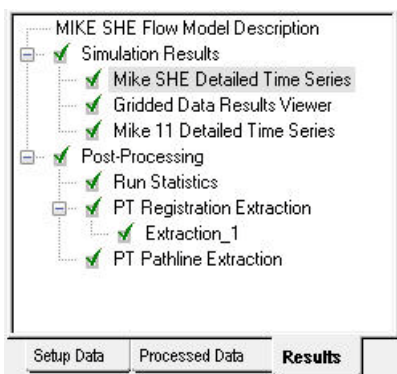 MIKE SHE Flow Model Description
Simulation Results
Mike SHE Detailed Time Series
Gridded Data Results Viewer
Mike 11 Detailed Time Series
Post-Processing
Run Statistics
PT Registration Extraction
Extraction_1
PT Pathline Extraction
Setup Data Processed Data Results